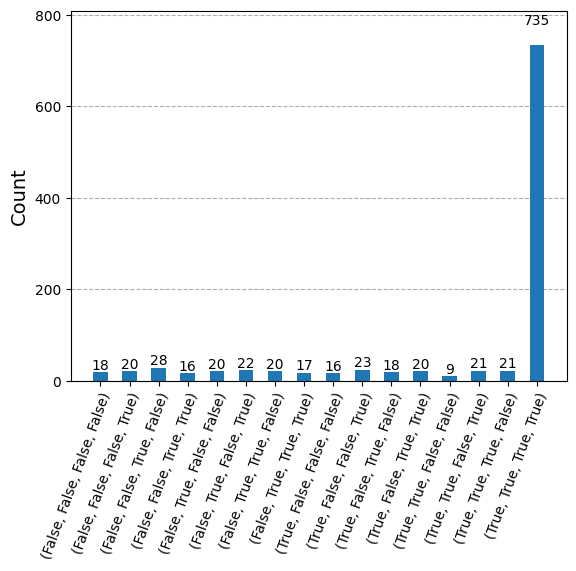 800
600
400
200
0
Count
18
20
28
16
20
22
20
17
16
23
18
20
9
21
21
735
(False, False, False, False)
(False, False, False, True)
(False, False, True, False)
(False, False, True, True)
(False, True, False, False)
(False, True, False, True)
(False, True, True, False)
(False, True, True, True)
(True, False, False, False)
(True, False, False, True)
(True, False, True, False)
(True, False, True, True)
(True, True, False, False)
(True, True, False, True)
(True, True, True, False)
(True, True, True, True)